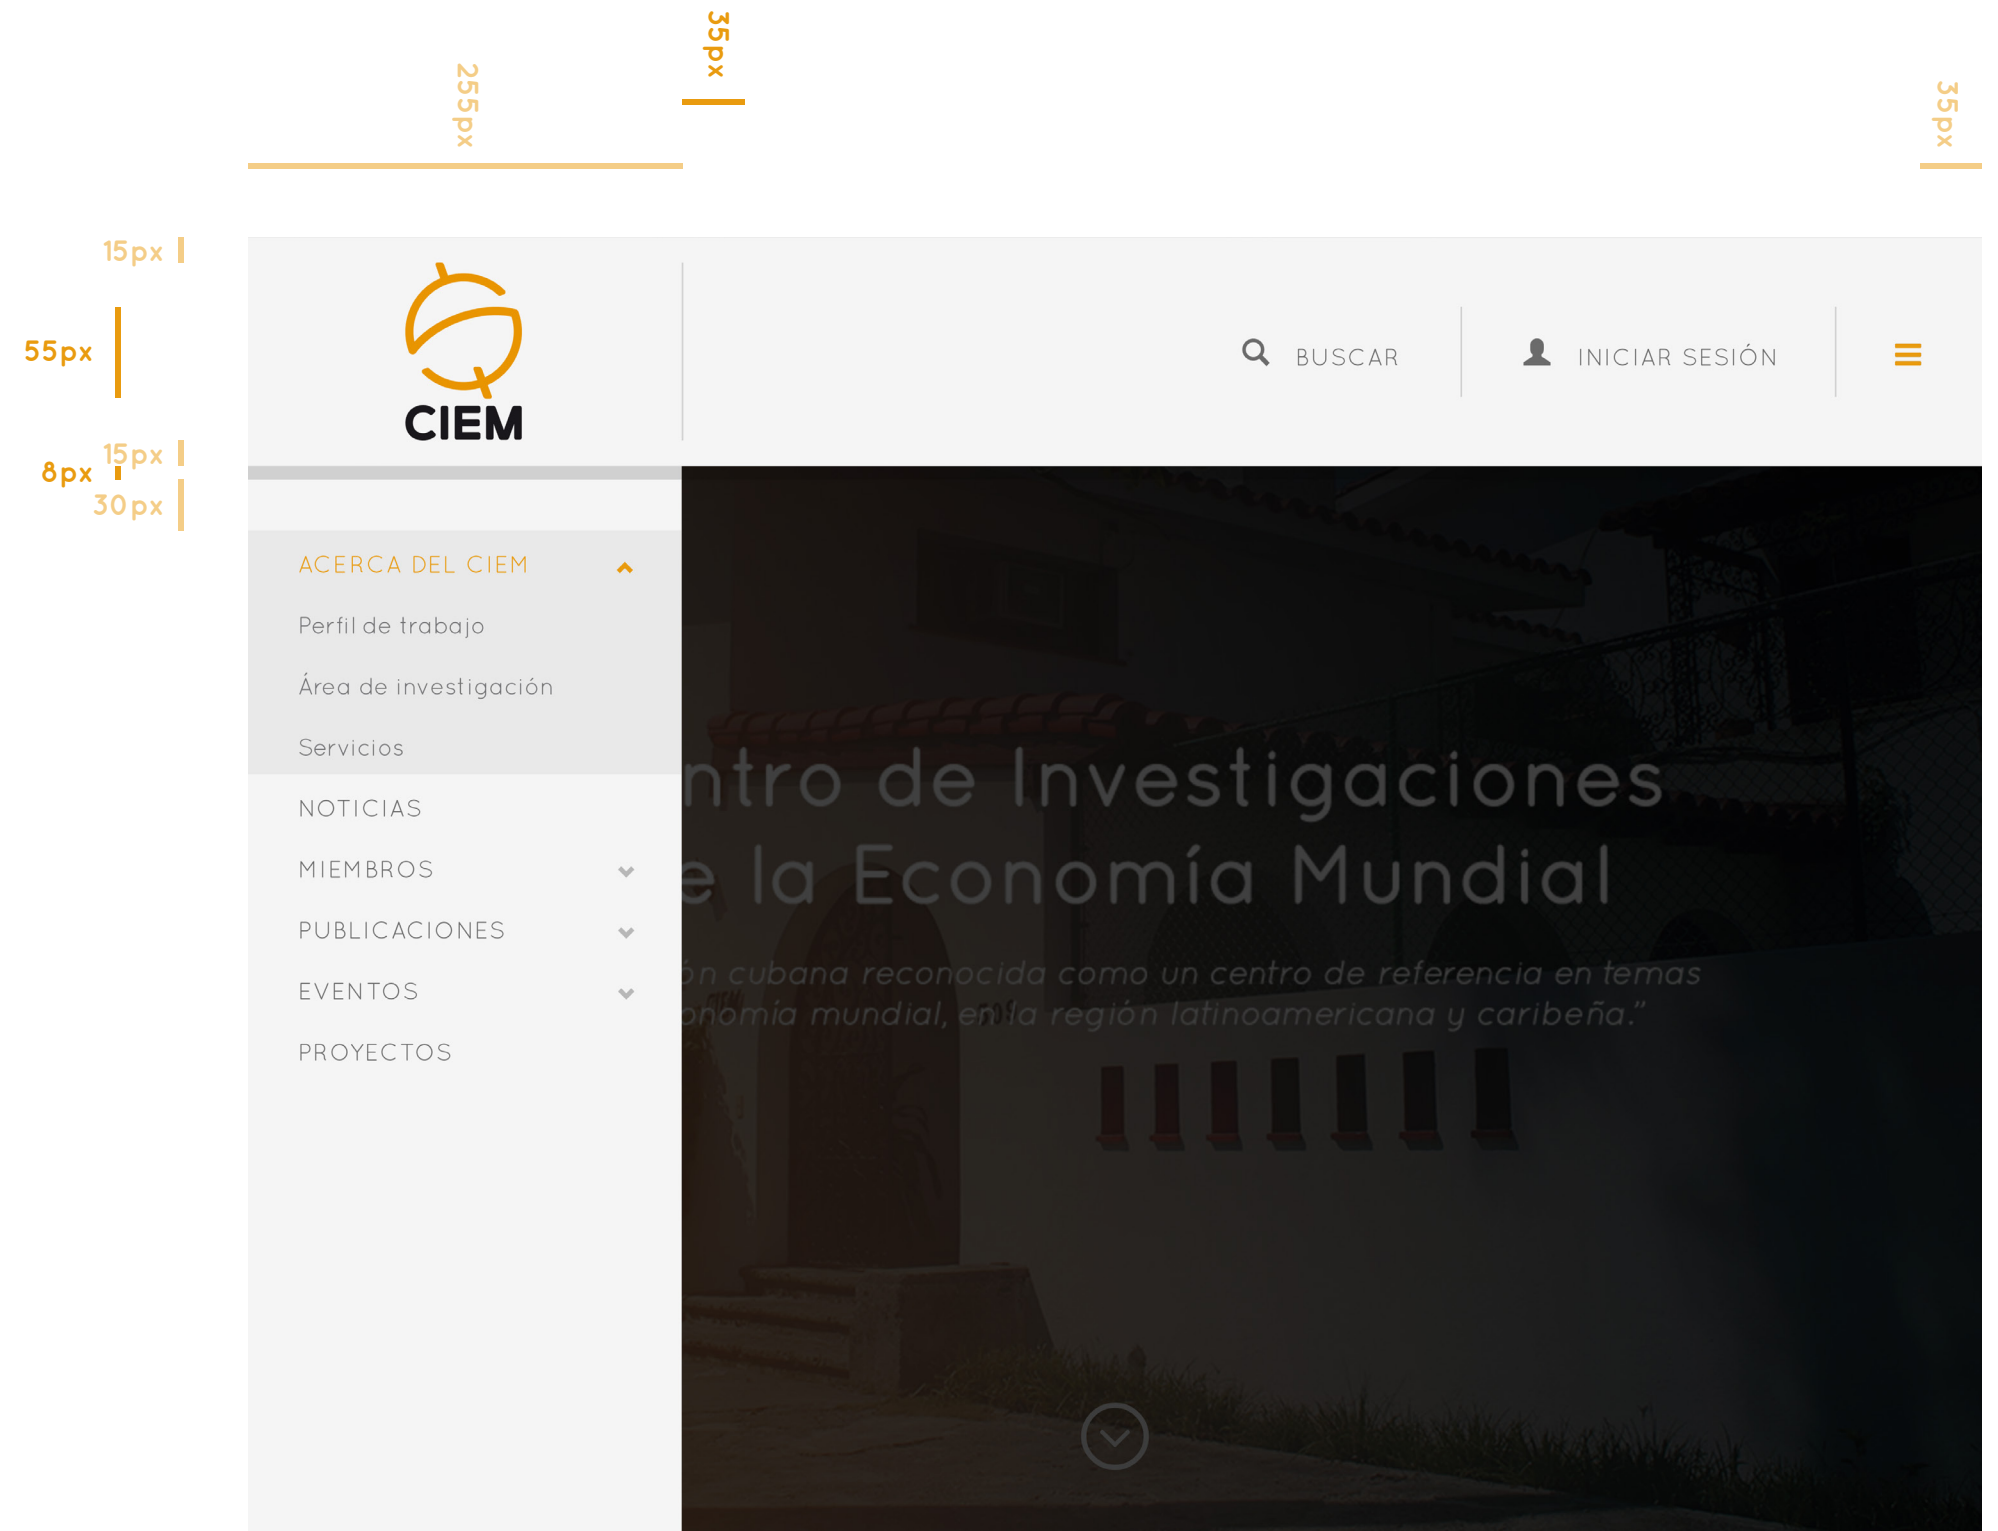 35px
255px
35px
15px
55px
15px
8px
30px
CIEM
BUSCAR
INICIAR SESIÓN
ACERCA DEL CIEM
Perfil de trabajo
Área de investigación
Servicios
NOTICIAS
MIEMBROS
PUBLICACIONES
EVENTOS
PROYECTOS
ntro de Investigaciones
e la Economía Mundial
ón cubana reconocida como un centro de referencia en temas
onomía mundial, en la región latinoamericana y caribeña.”